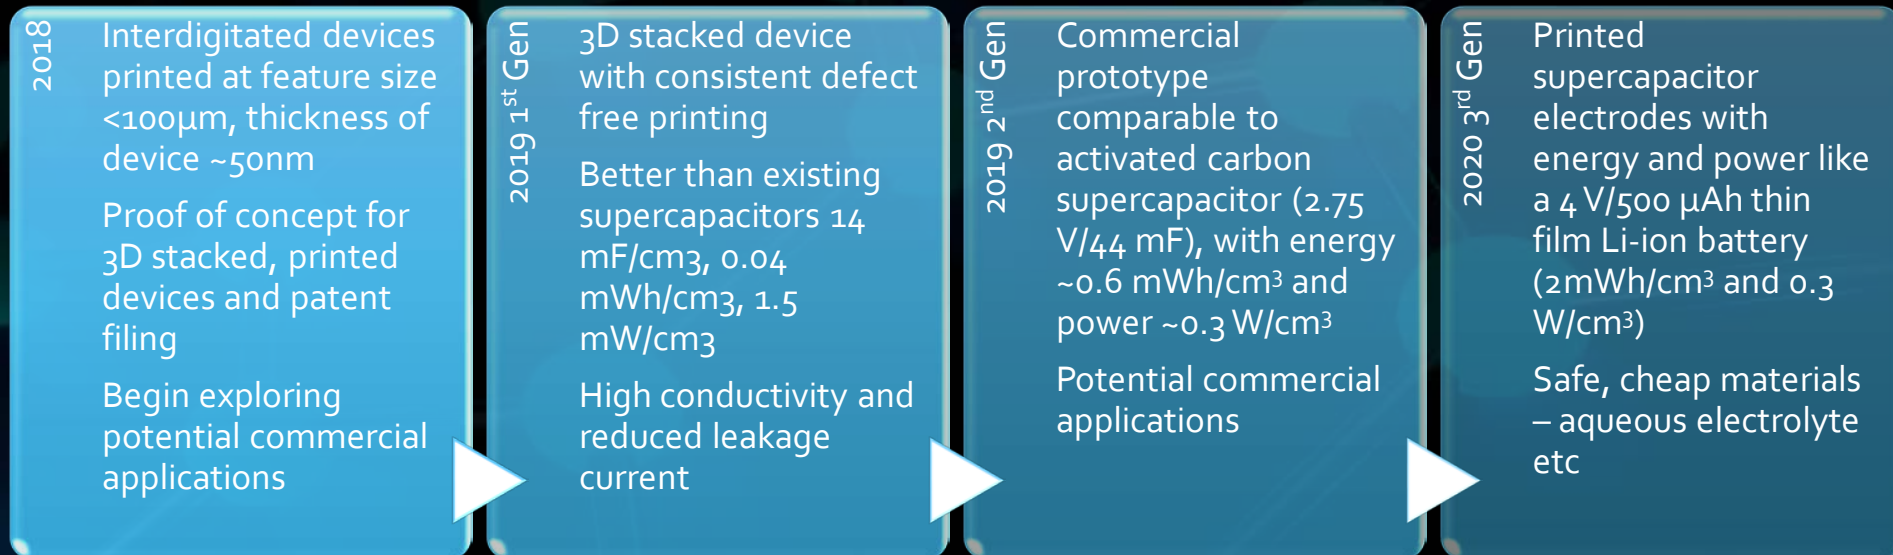 2018
Interdigitated devices
printed at feature size
<100µm, thickness of
device ~50nm
Proof of concept for
3D stacked, printed
devices and patent
filing
Begin exploring
potential commercial
applications
2019 1st Gen
3D stacked device
with consistent defect
free printing
Better than existing
supercapacitors 14
mF/cm3, 0.04
mWh/cm3, 1.5
mW/cm3
High conductivity and
reduced leakage
current
2019 2nd Gen
Commercial
prototype
comparable to
activated carbon
supercapacitor (2.75
V/44 mF), with energy
~0.6 mWh/cm³ and
power ~0.3 W/cm³
Potential commercial
applications
2020 3rd Gen
Printed
supercapacitor
electrodes with
energy and power like
a 4 V/500 µAh thin
film Li-ion battery
(2mWh/cm³ and 0.3
W/cm³)
Safe, cheap materials
– aqueous electrolyte
etc